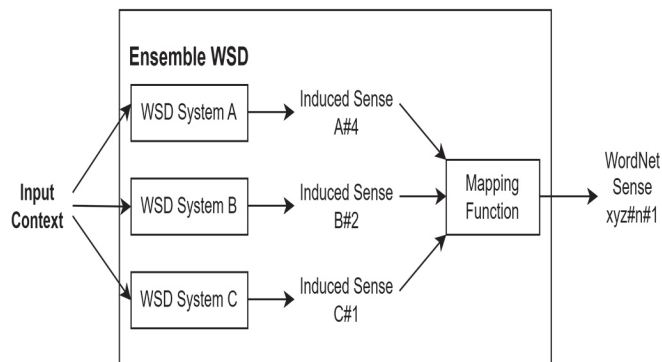 Ensemble WSD
WSD System A
Induced Sense
A#4
Input
Context
WSD System B
Induced Sense
B#2
Mapping
Function
WordNet
Sense
xyz#n#1
WSD System C
Induced Sense
C#1